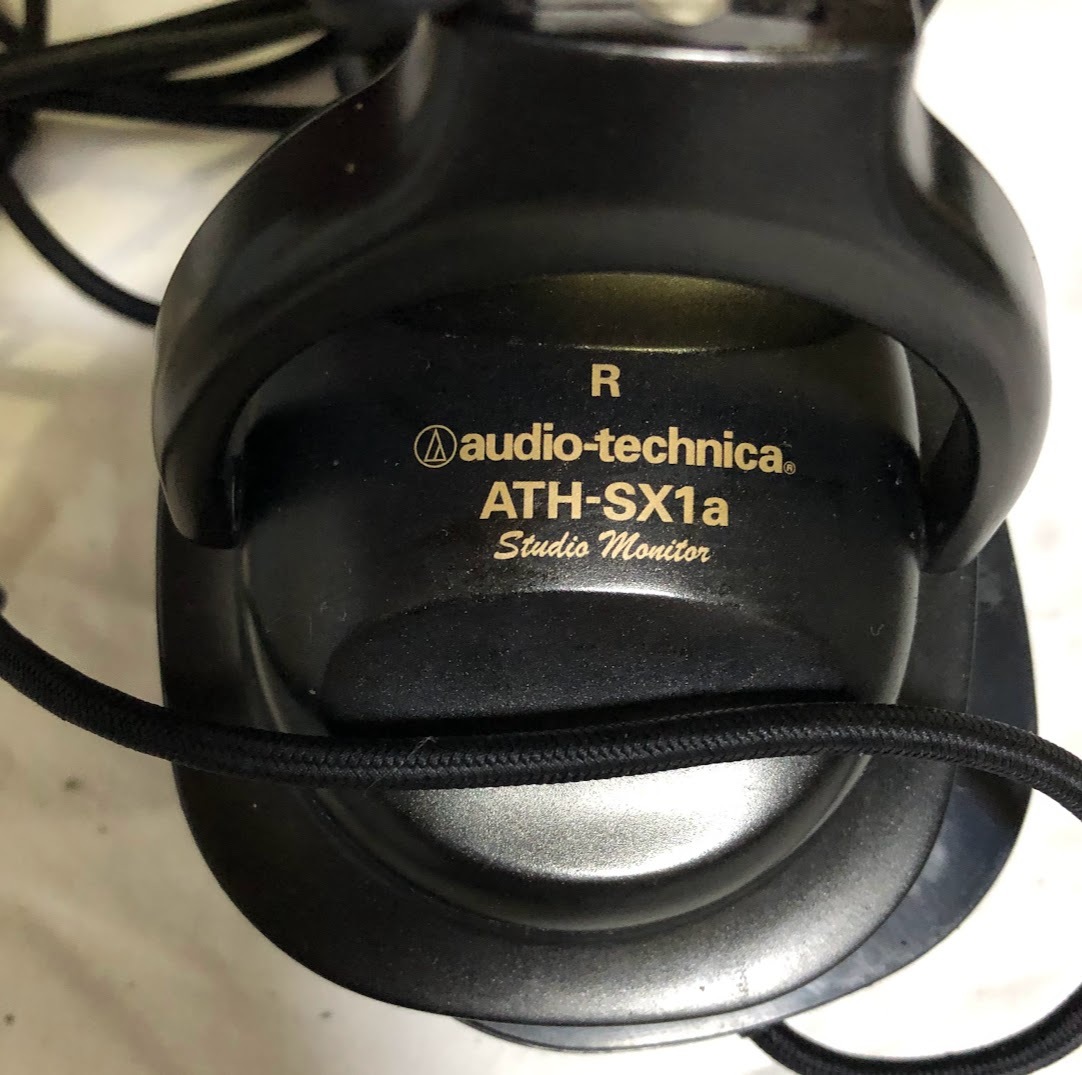 R
audio-technica®
ATH-SX1a
Studio Monitor